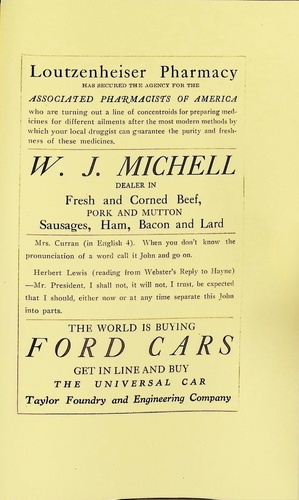 Loutzenheiser Pharmacy
HAS SECURED THE AGENCY FOR THE
ASSOCIATED PHARMACISTS OF AMERICA
who are turning out a line of concentroids for preparing med-
icines for different ailments after the most modern methods by
which your local druggist can guarantee the purity and fresh-
ness of these medicines.
W. J. MICHELL
DEALER IN
Fresh and Corned Beef,
PORK AND MUTTON
Sausages, Ham, Bacon and Lard
Mrs. Curran (in English 4). When you don't know the
pronunciation of a word call it John and go on.
Herbert Lewis (reading from Webster's Reply to Hayne)
—Mr. President, I shall not, it will not, I trust, be expected
that I should, either now or at any time separate this John
into parts.
THE WORLD IS BUYING
FORD CARS
GET IN LINE AND BUY
THE UNIVERSAL CAR
Taylor Foundry and Engineering Company